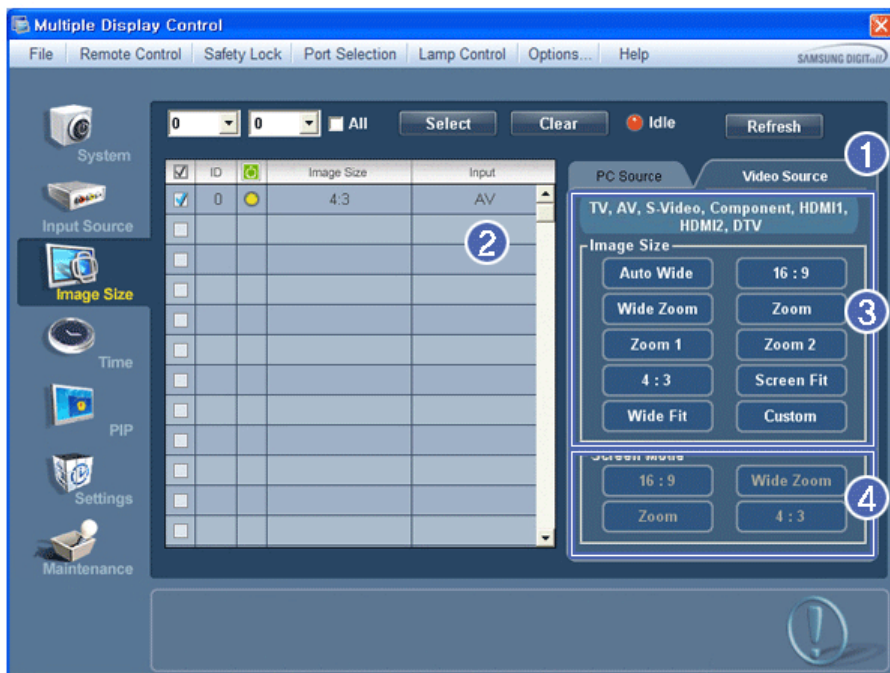 Multiple Display Control
File Remote Control Safety Lock Port Selection Lamp Control Options... Help SAMSUNG DIGITall
0 0 All Select Clear Idle Refresh
System
Input Source
Image Size
Time
PIP
Settings
Maintenance
ID Image Size Input
0 4:3 AV
1
2
PC Source Video Source
TV, AV, S-Video, Component, HDMI1,
HDMI2, DTV
Image Size
Auto Wide 16 : 9
Wide Zoom Zoom
3
Zoom 1 Zoom 2
4 : 3 Screen Fit
Wide Fit Custom
Screen Mode
16 : 9 Wide Zoom
4
Zoom 4 : 3